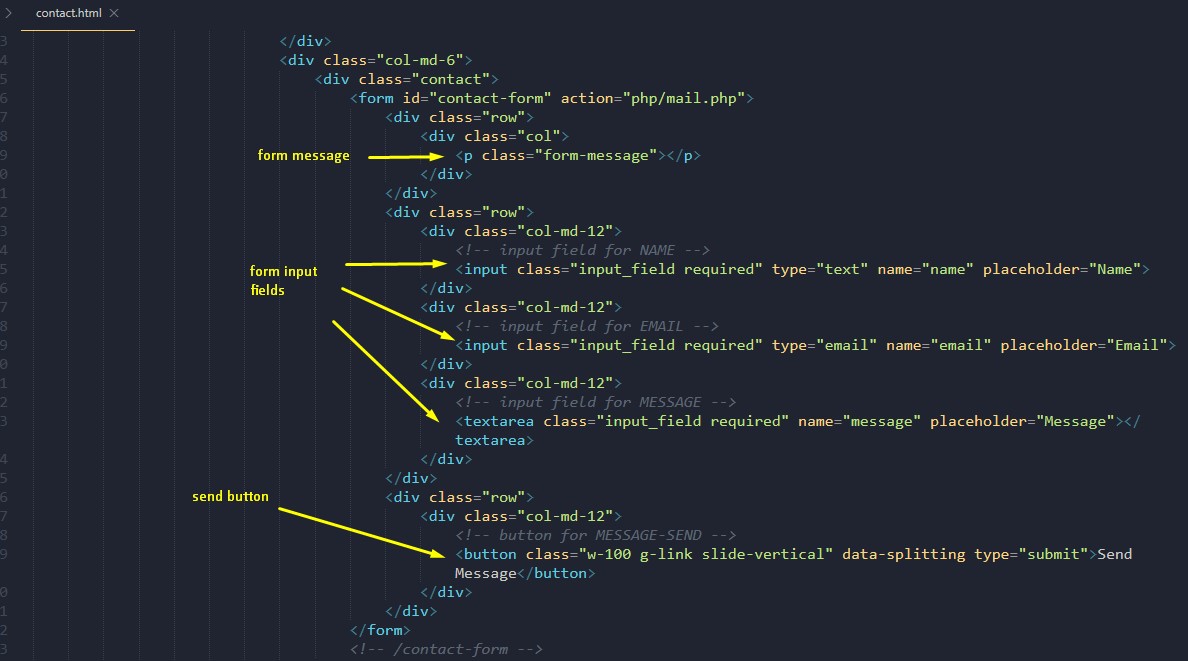 contact.html
3 </div>
4 <div class="col-md-6">
5 <div class="contact">
6 <form id="contact-form" action="php/mail.php">
7 <div class="row">
8 <div class="col">
form message
9 <p class="form-message"></p>
0 </div>
1 </div>
2 <div class="row">
3 <div class="col-md-12">
4 <!-- input field for NAME -->
form input
fields
5 <input class="input_field required" type="text" name="name" placeholder="Name">
6 </div>
7 <div class="col-md-12">
8 <!-- input field for EMAIL -->
9 <input class="input_field required" type="email" name="email" placeholder="Email">
0 </div>
1 <div class="col-md-12">
2 <!-- input field for MESSAGE -->
3 <textarea class="input_field required" name="message" placeholder="Message"></
textarea>
4 </div>
5 </div>
send button
6 <div class="row">
7 <div class="col-md-12">
8 <!-- button for MESSAGE-SEND -->
9 <button class="w-100 g-link slide-vertical" data-splitting type="submit">Send
Message</button>
0 </div>
1 </div>
2 </form>
3 <!-- /contact-form -->